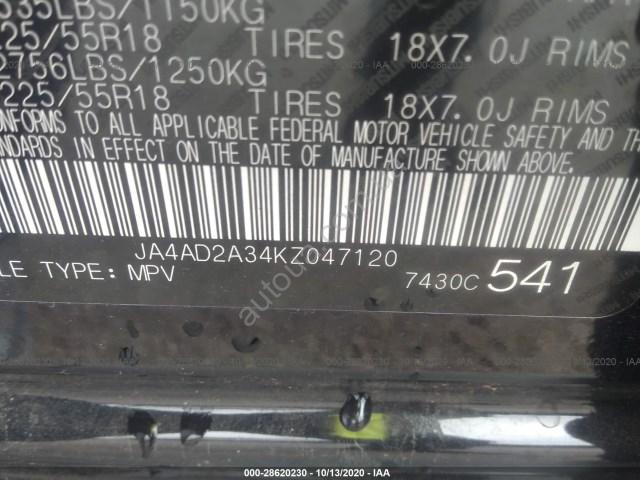 535LBS/1150KG
225/55R18 TIRES 18X7.0J RIMS
2756LBS/1250KG
225/55R18 TIRES 18X7.0J RIMS
CONFORMS TO ALL APPLICABLE FEDERAL MOTOR VEHICLE SAFETY AND TH
ANDARDS IN EFFECT ON THE DATE OF MANUFACTURE SHOWN ABOVE.
JA4AD2A34KZ047120
LE TYPE: MPV 7430C 541
000-28620230 - 10/13/2020 - IAA